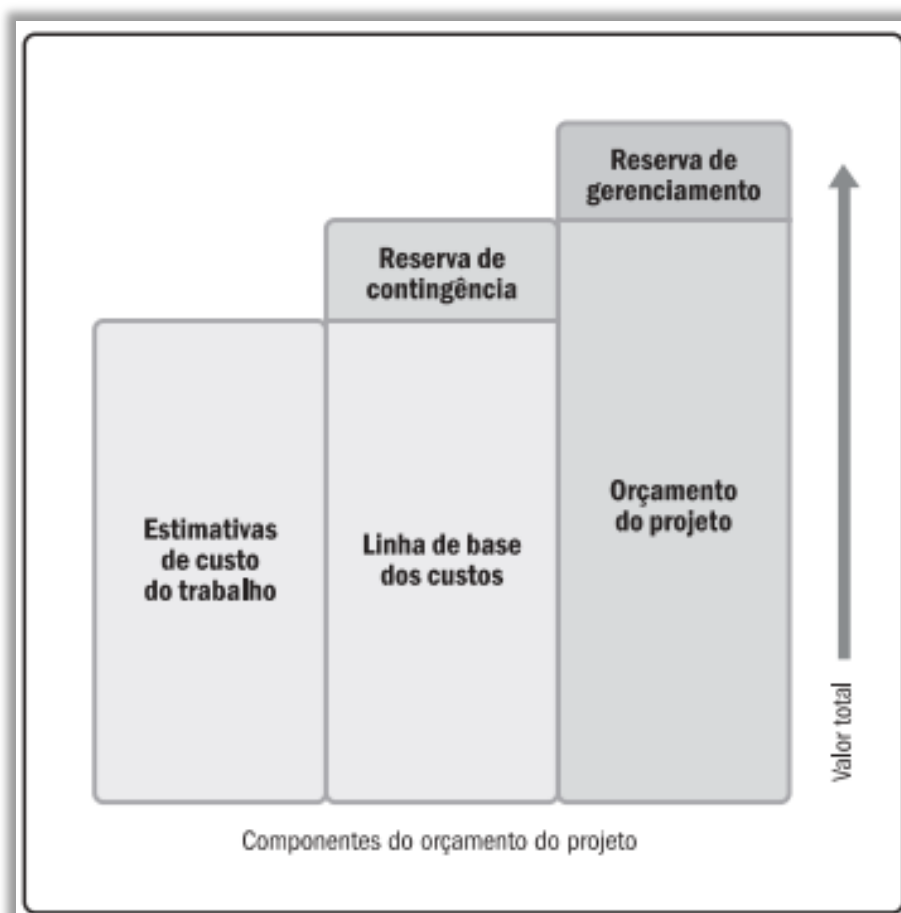 Reserva de
gerenciamento
Reserva de
contingência
Estimativas
de custo
do trabalho
Linha de base
dos custos
Orçamento
do projeto
Valor total
Componentes do orçamento do projeto